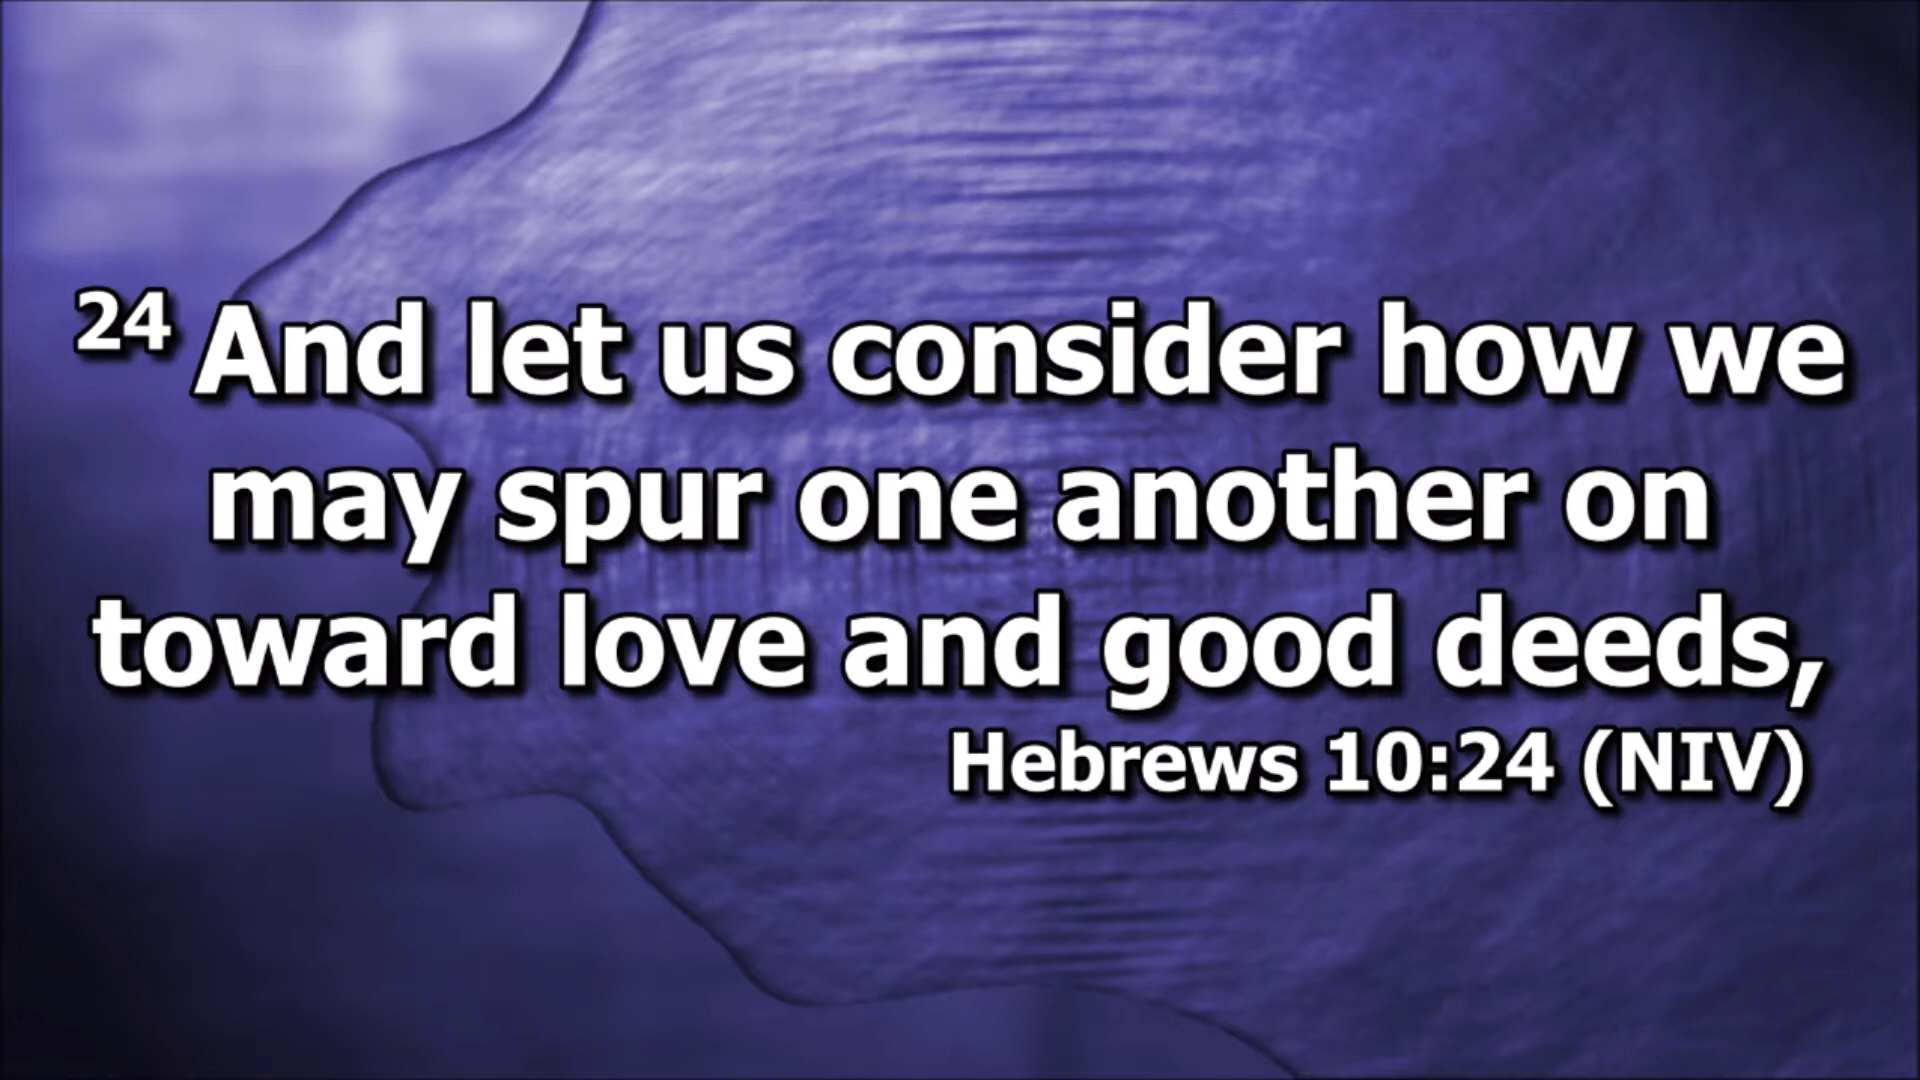 24 And let us consider how we
may spur one another on
toward love and good deeds,
Hebrews 10:24 (NIV)